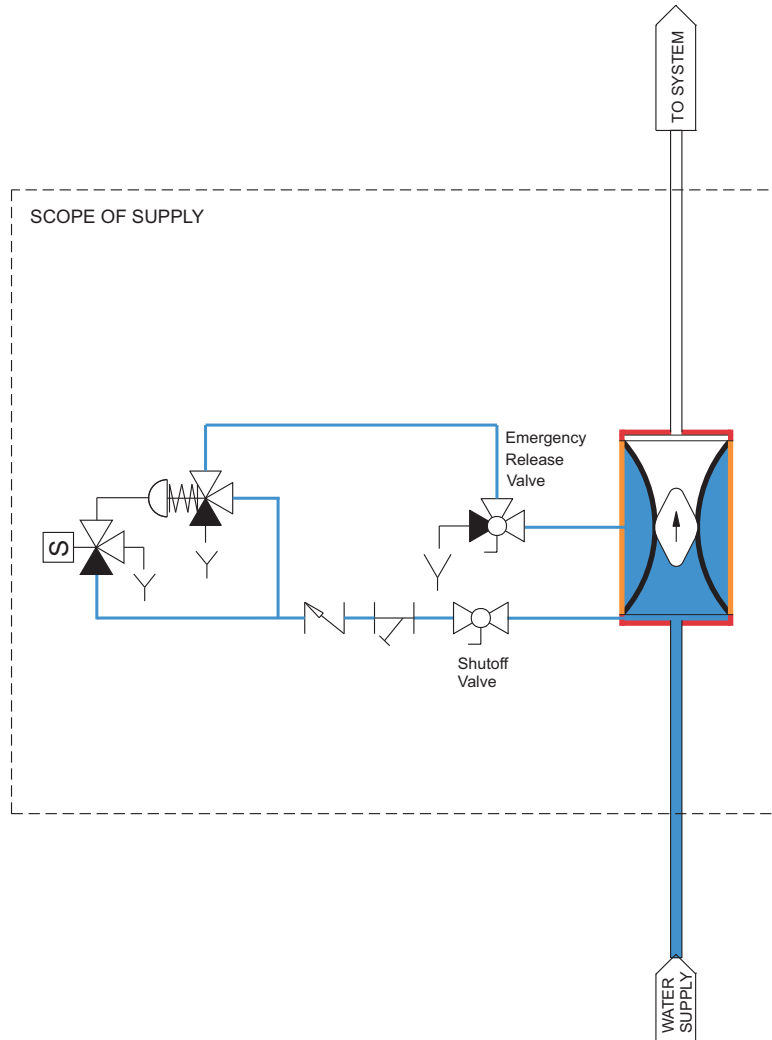 TO SYSTEM
SCOPE OF SUPPLY
Emergency
Release
Valve
S
Shutoff
Valve
WATER
SUPPLY